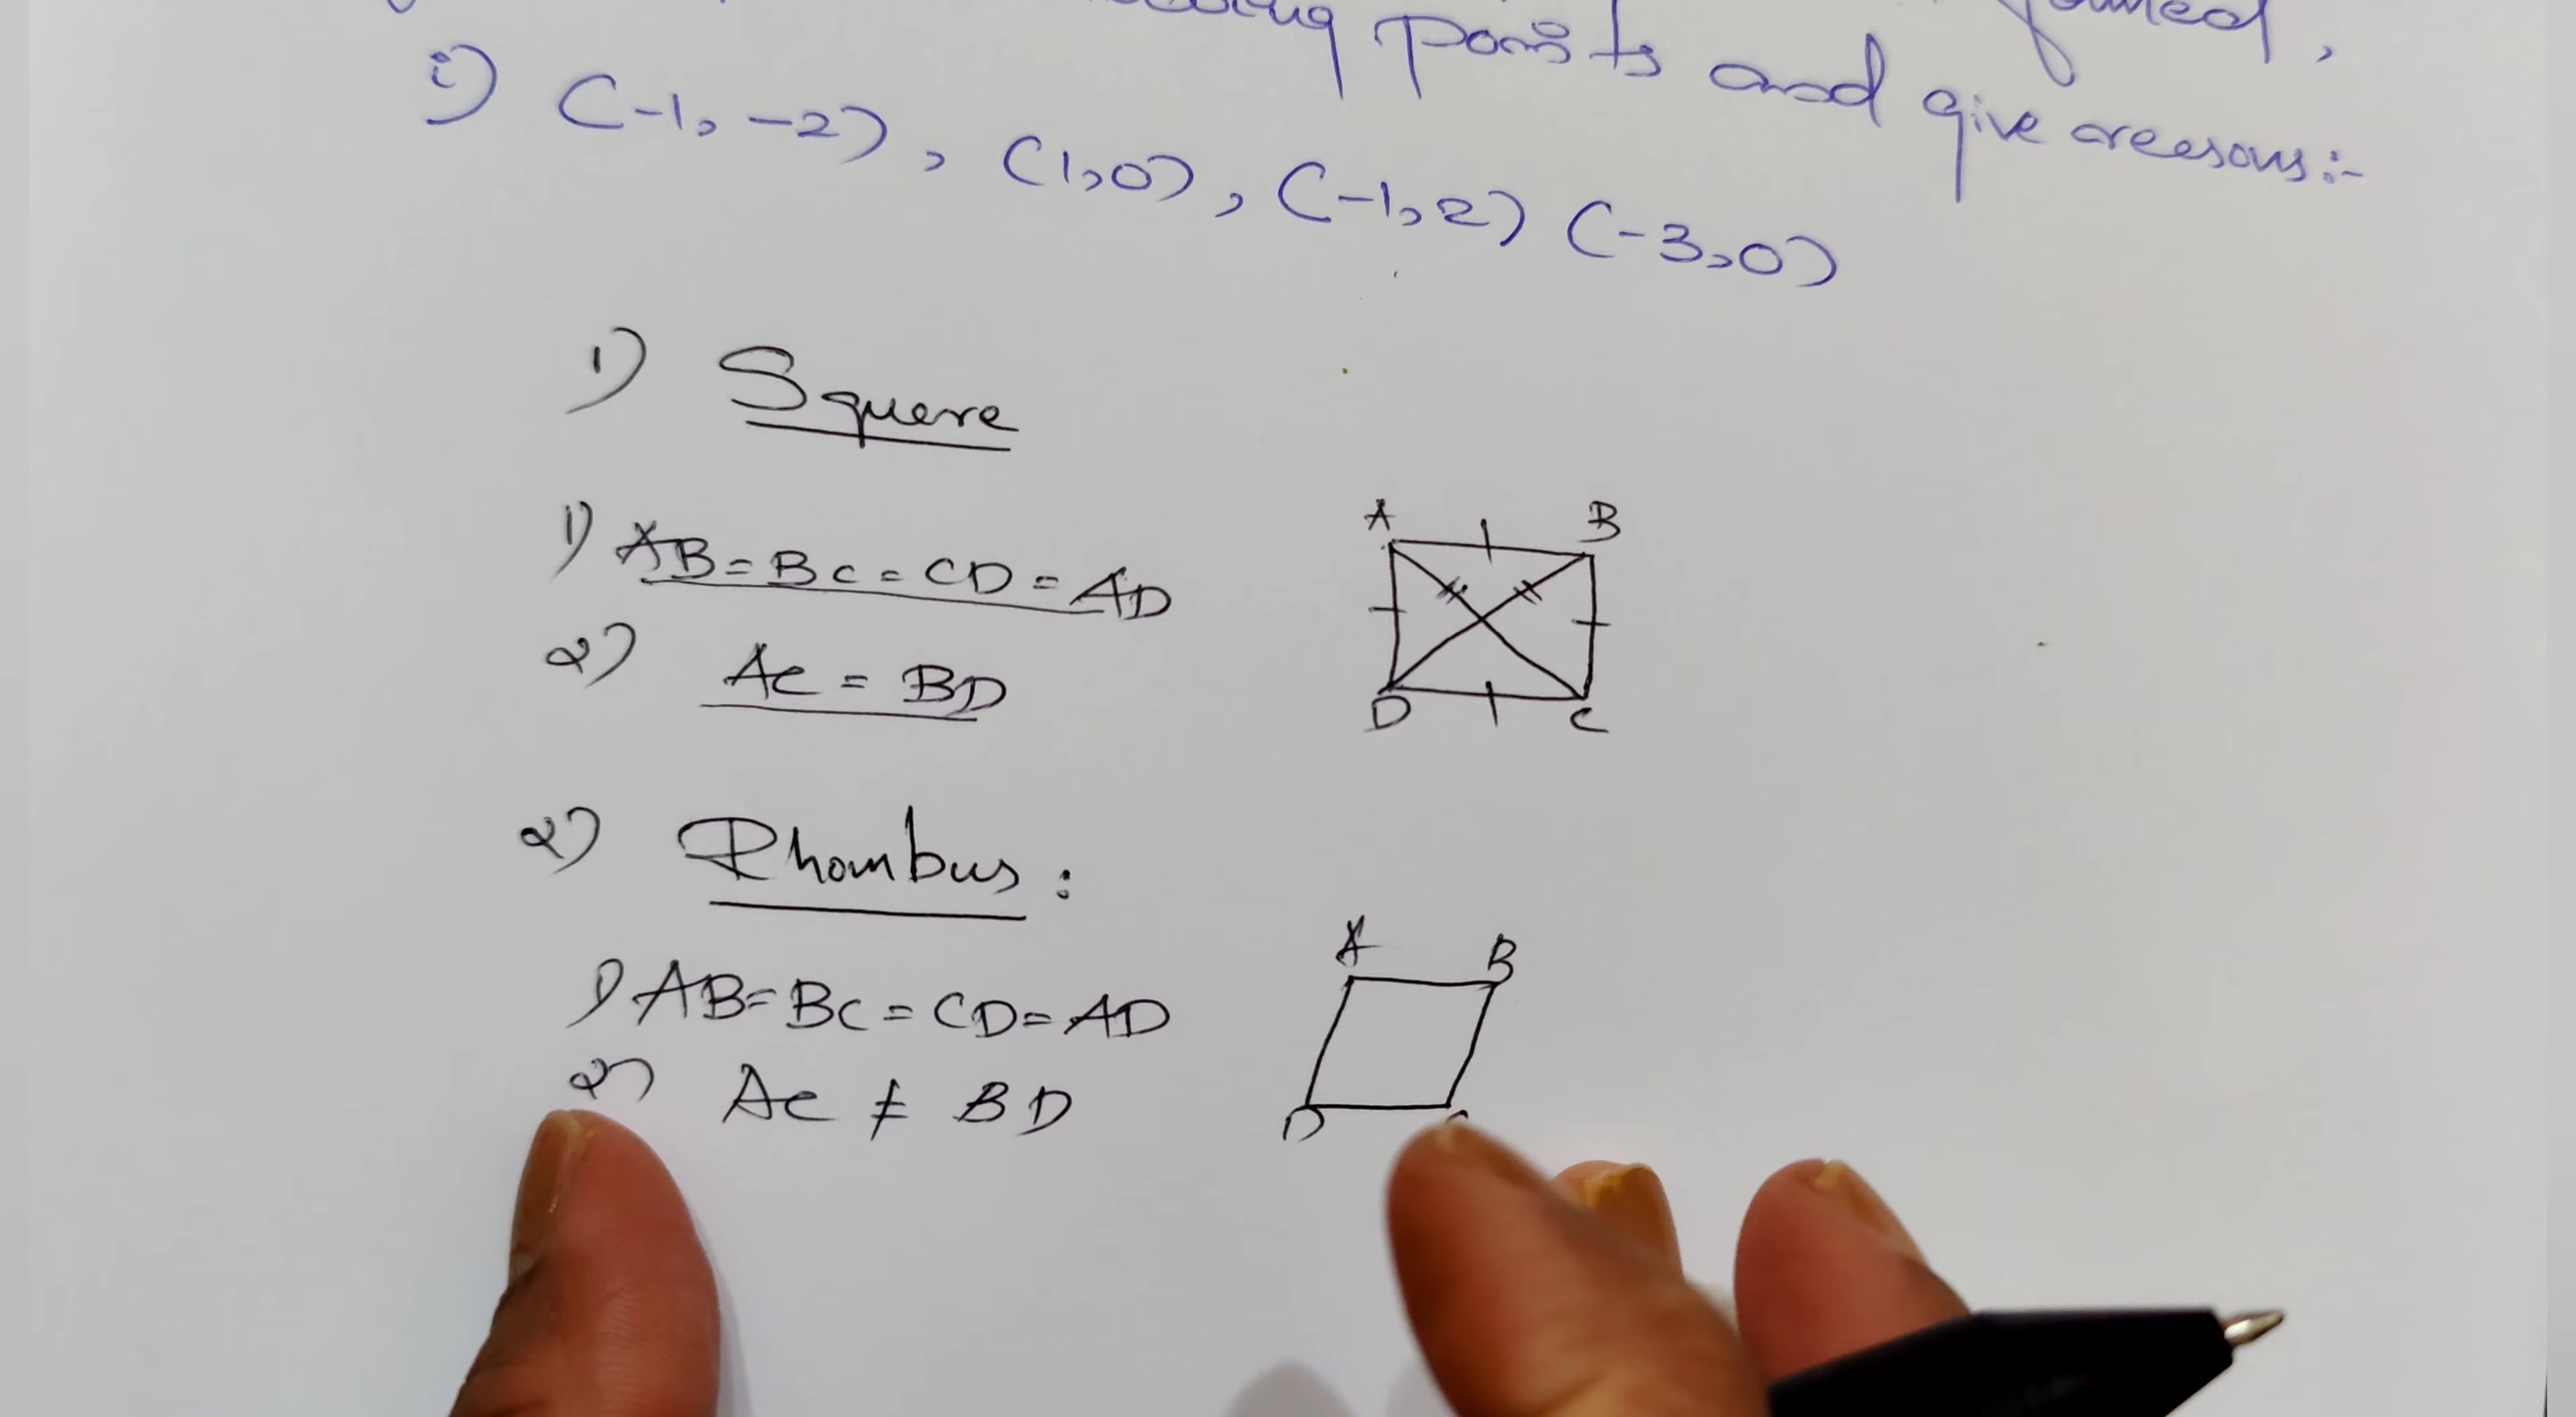 points and give reasons:-
i) (-1, -2), (1,0), (-1,2) (-3,0)
1) Square
1) AB = BC = CD = AD
2) AC = BD
A B
D C
2) Rhombus :
1) AB = BC = CD = AD
2) AC ≠ BD
A B
D